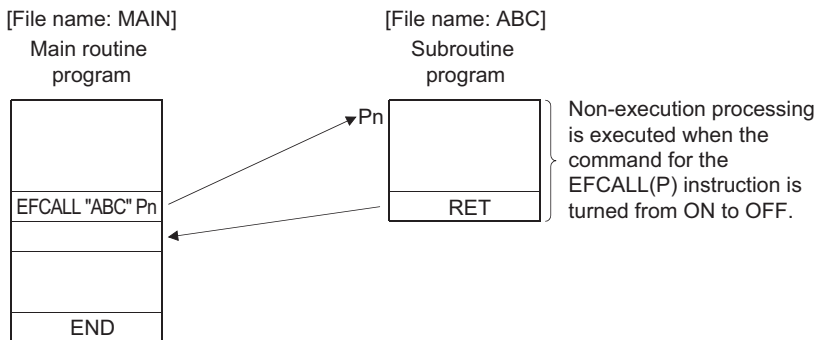 [File name: MAIN]
Main routine
program
EFCALL "ABC" Pn
END
[File name: ABC]
Subroutine
program
Pn
RET
Non-execution processing
is executed when the
command for the
EFCALL(P) instruction is
turned from ON to OFF.